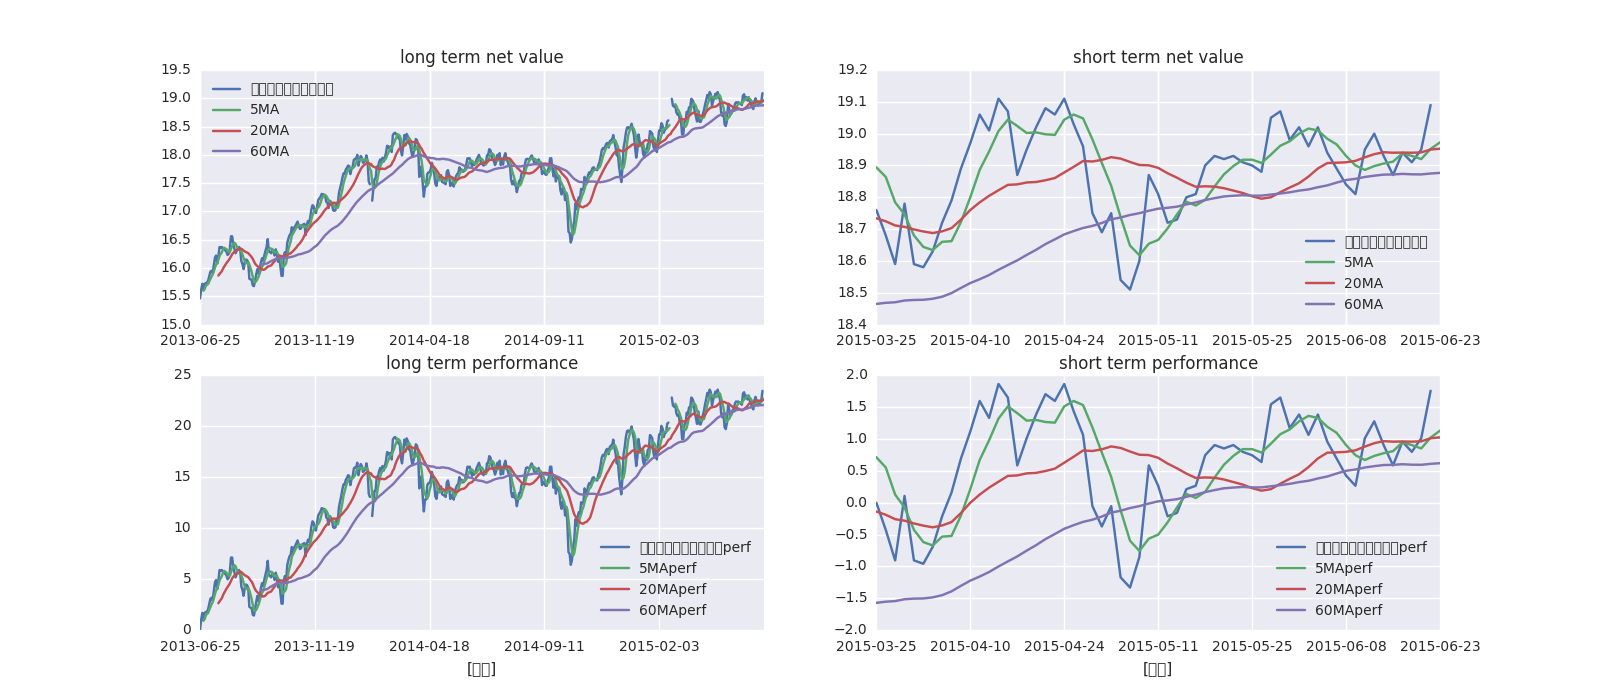 long term net value
19.5
19.0
18.5
18.0
17.5
17.0
16.5
16.0
15.5
15.0
5MA
20MA
60MA
2013-06-25 2013-11-19 2014-04-18 2014-09-11 2015-02-03
short term net value
19.2
19.1
19.0
18.9
18.8
18.7
18.6
18.5
18.4
5MA
20MA
60MA
2015-03-25 2015-04-10 2015-04-24 2015-05-11 2015-05-25 2015-06-08 2015-06-23
long term performance
25
20
15
10
5
0
perf
5MAperf
20MAperf
60MAperf
2013-06-25 2013-11-19 2014-04-18 2014-09-11 2015-02-03
short term performance
2.0
1.5
1.0
0.5
0.0
−0.5
−1.0
−1.5
−2.0
perf
5MAperf
20MAperf
60MAperf
2015-03-25 2015-04-10 2015-04-24 2015-05-11 2015-05-25 2015-06-08 2015-06-23